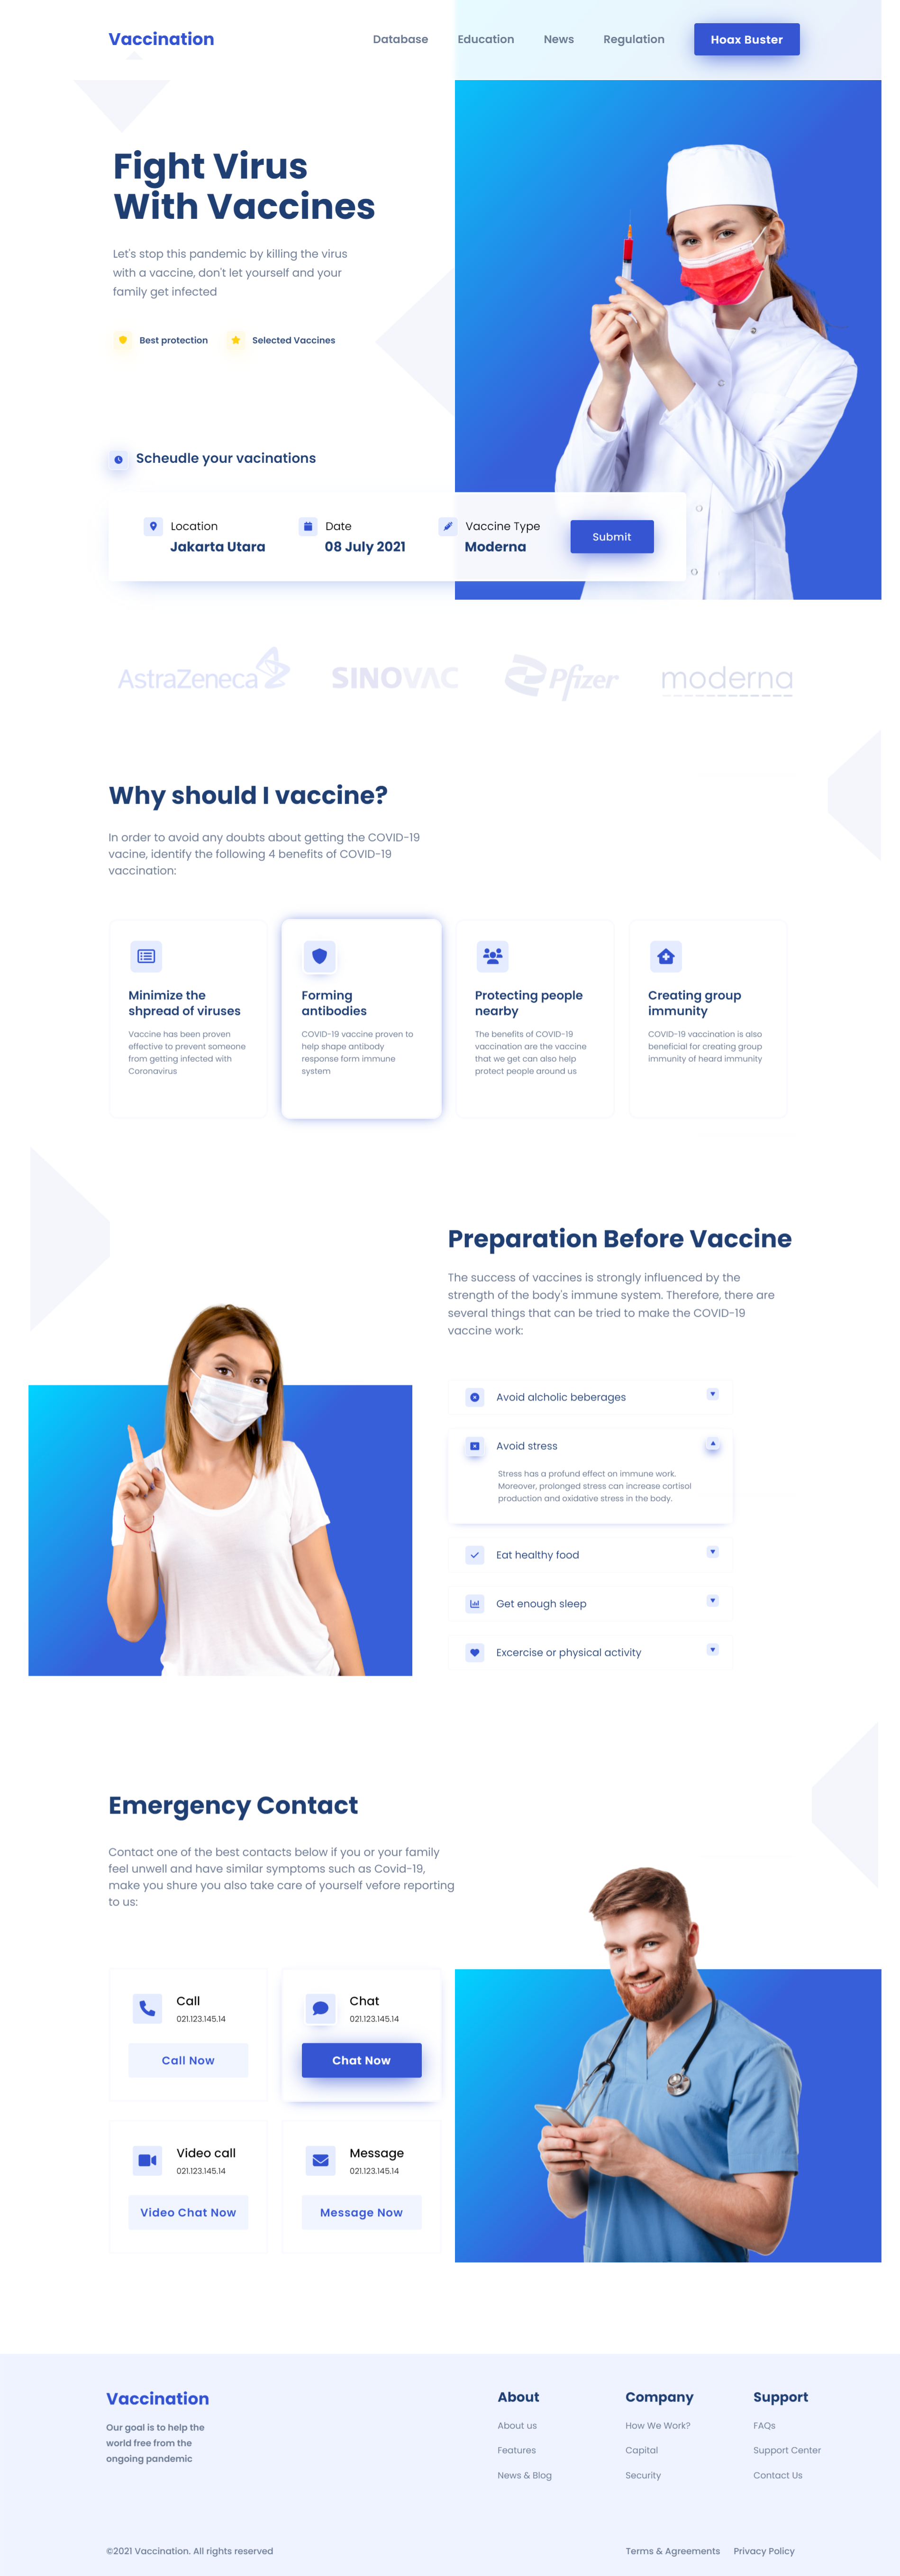 Vaccination
Database Education News Regulation Hoax Buster
Fight Virus
With Vaccines
Let's stop this pandemic by killing the virus
with a vaccine, don't let yourself and your
family get infected
Best protection Selected Vaccines
Scheudle your vacinations
Location Date Vaccine Type
Jakarta Utara 08 July 2021 Moderna
Submit
AstraZeneca SINOVAC Pfizer moderna
Why should I vaccine?
In order to avoid any doubts about getting the COVID-19
vacine, identify the following 4 benefits of COVID-19
vaccination:
Minimize the
shpread of viruses
Vaccine has been proven
effective to prevent someone
from getting infected with
Coronavirus
Forming
antibodies
COVID-19 vaccine proven to
help shape antibody
response form immune
system
Protecting people
nearby
The benefits of COVID-19
vaccination are the vaccine
that we get can also help
protect people around us
Creating group
immunity
COVID-19 vaccination is also
beneficial for creating group
immunity of heard immunity
Preparation Before Vaccine
The success of vaccines is strongly influenced by the
strength of the body's immune system. Therefore, there are
several things that can be tried to make the COVID-19
vaccine work:
Avoid alcholic beberages
Avoid stress
Stress has a profund effect on immune work.
Moreover, prolonged stress can increase cortisol
production and oxidative stress in the body.
Eat healthy food
Get enough sleep
Excercise or physical activity
Emergency Contact
Contact one of the best contacts below if you or your family
feel unwell and have similar symptoms such as Covid-19,
make you shure you also take care of yourself vefore reporting
to us:
Call
021.123.145.14
Call Now
Chat
021.123.145.14
Chat Now
Video call
021.123.145.14
Video Chat Now
Message
021.123.145.14
Message Now
Vaccination
Our goal is to help the
world free from the
ongoing pandemic
About
About us
Features
News & Blog
Company
How We Work?
Capital
Security
Support
FAQs
Support Center
Contact Us
©2021 Vaccination. All rights reserved
Terms & Agreements Privacy Policy